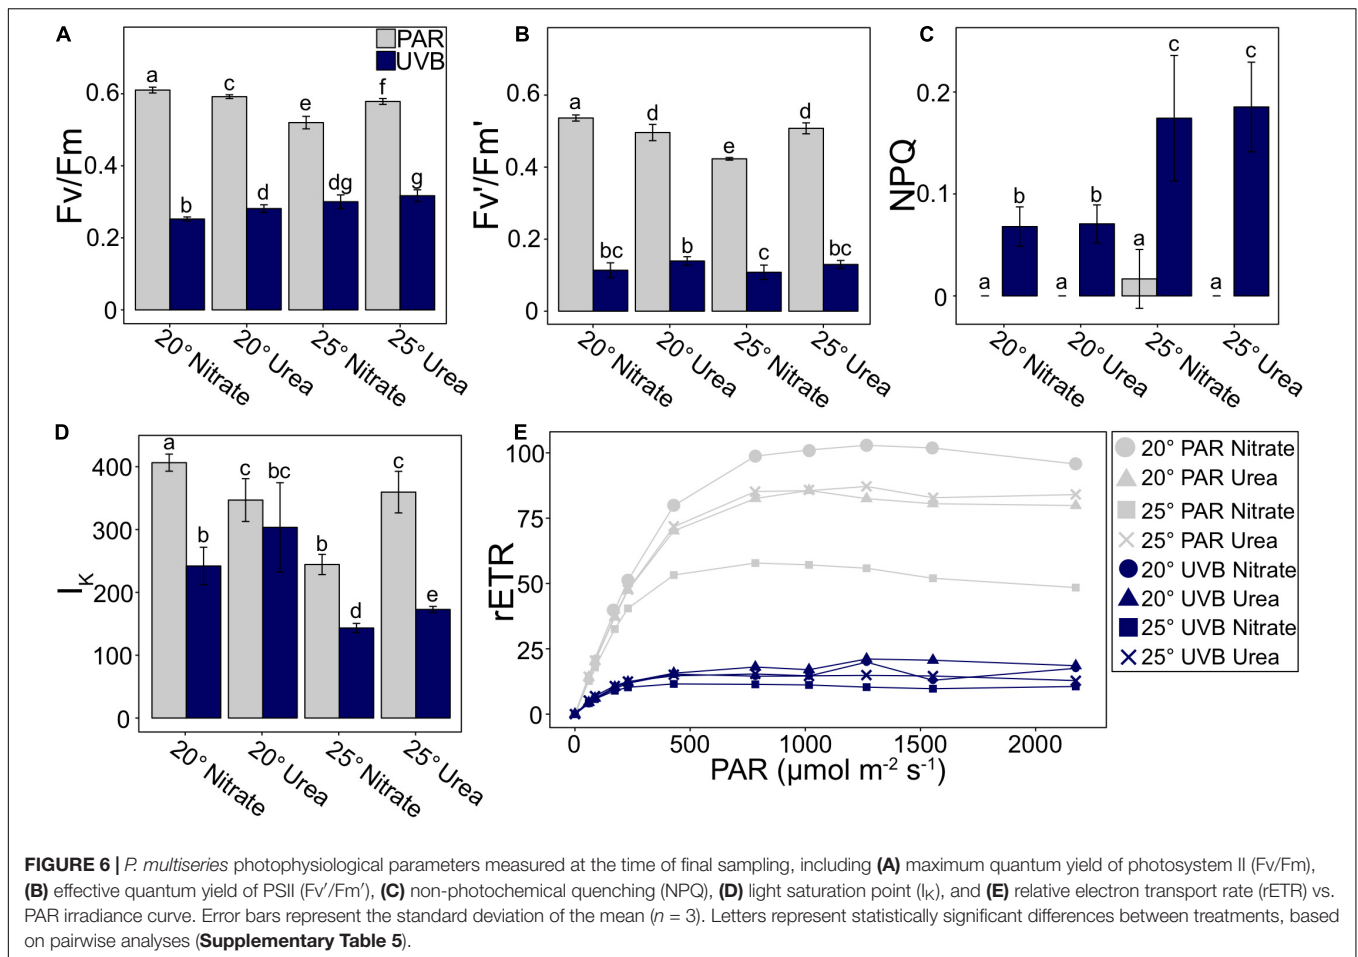 A
PAR
UVB
a
c
e
f
b
d
dg
g
0.6
0.4
0.2
0
Fv/Fm
20° Nitrate
20° Urea
25° Nitrate
25° Urea
B
a
d
e
d
bc
b
c
bc
0.6
0.4
0.2
0
Fv'/Fm'
20° Nitrate
20° Urea
25° Nitrate
25° Urea
C
c
c
b
b
a
a
a
a
0.2
0.1
0
NPQ
20° Nitrate
20° Urea
25° Nitrate
25° Urea
D
a
b
c
bc
b
d
c
e
400
300
200
100
0
IK
20° Nitrate
20° Urea
25° Nitrate
25° Urea
E
100
75
50
25
0
rETR
0 500 1000 1500 2000
PAR (µmol m-2 s-1)
20° PAR Nitrate
20° PAR Urea
25° PAR Nitrate
25° PAR Urea
20° UVB Nitrate
20° UVB Urea
25° UVB Nitrate
25° UVB Urea
FIGURE 6 | P. multiseries photophysiological parameters measured at the time of final sampling, including (A) maximum quantum yield of photosystem II (Fv/Fm),
(B) effective quantum yield of PSII (Fv′/Fm′), (C) non-photochemical quenching (NPQ), (D) light saturation point (IK), and (E) relative electron transport rate (rETR) vs.
PAR irradiance curve. Error bars represent the standard deviation of the mean (n = 3). Letters represent statistically significant differences between treatments, based
on pairwise analyses (Supplementary Table 5).